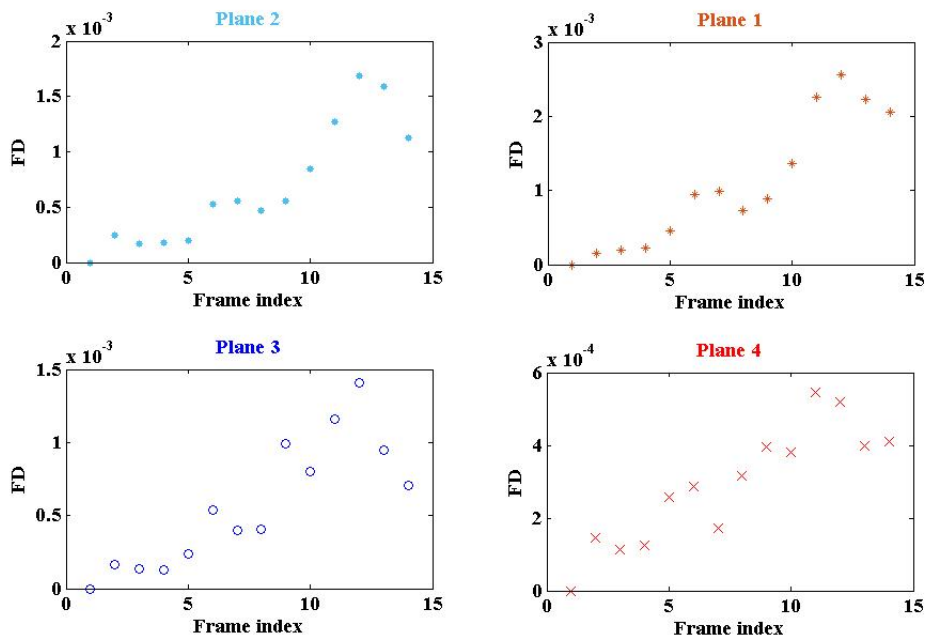 Plane 2
x 10-3
2
1.5
1
0.5
0
FD
0 5 10 15
Frame index
Plane 1
x 10-3
3
2
1
0
FD
0 5 10 15
Frame index
Plane 3
x 10-3
1.5
1
0.5
0
FD
0 5 10 15
Frame index
Plane 4
x 10-4
6
4
2
0
FD
0 5 10 15
Frame index